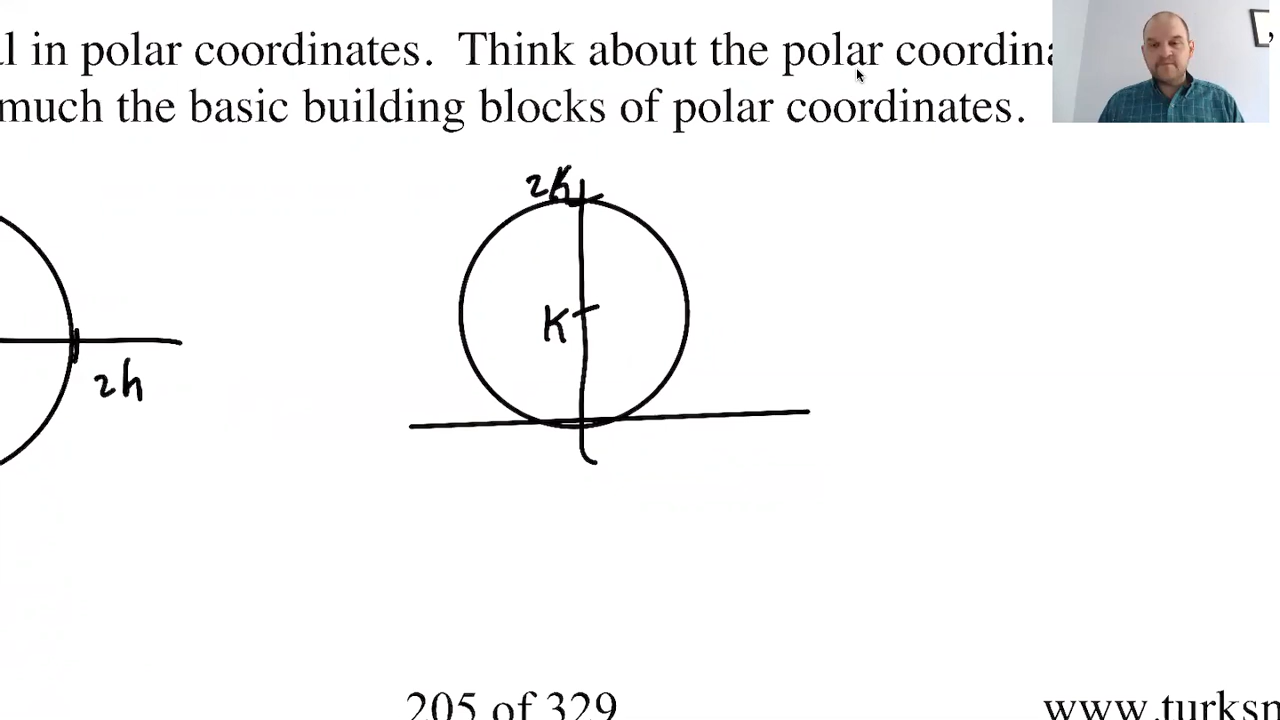 l in polar coordinates. Think about the polar coordina
much the basic building blocks of polar coordinates.
2K
K
2h
205 of 329
www.turksn